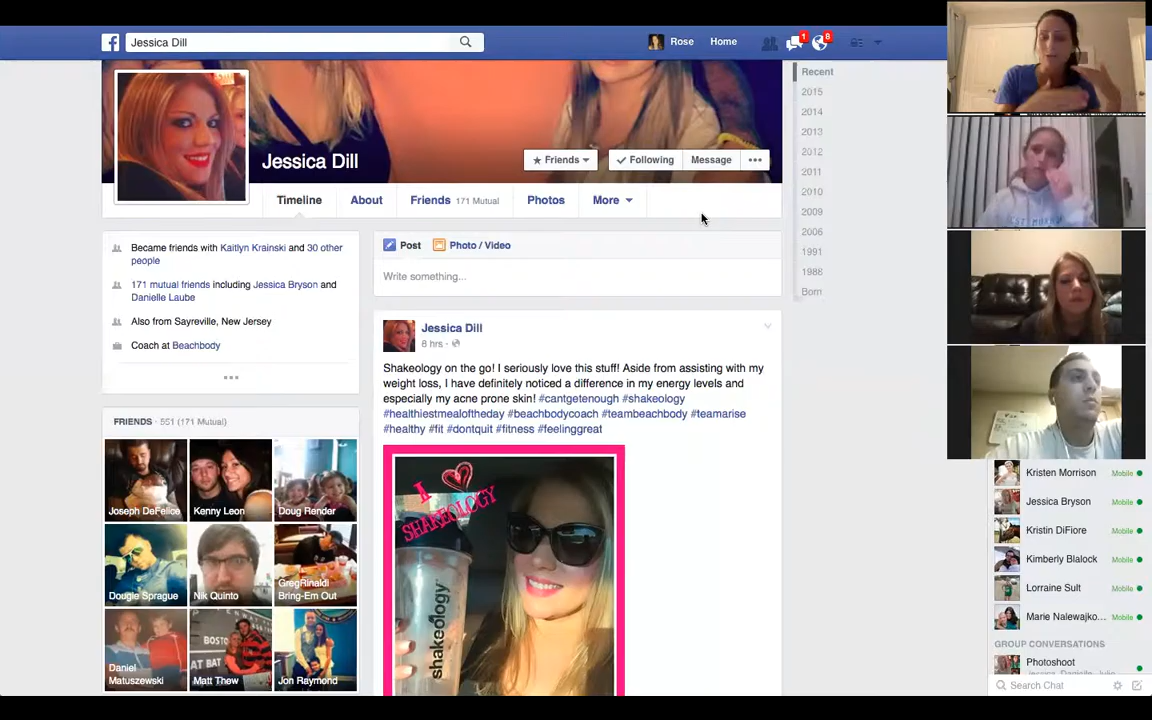 Jessica Dill
Rose
Home
1
8
Jessica Dill
Friends
Following
Message
Timeline
About
Friends 171 Mutual
Photos
More
Recent
2015
2014
2013
2012
2011
2010
2009
2006
1991
1988
Born
Became friends with Kaitlyn Krainski and 30 other
people
171 mutual friends including Jessica Bryson and
Danielle Laube
Also from Sayreville, New Jersey
Coach at Beachbody
FRIENDS · 551 (171 Mutual)
Joseph DeFelice
Kenny Leon
Doug Render
Dougie Sprague
Nik Quinto
GregRinaldi
Bring-Em Out
Daniel
Matuszewski
Matt Thew
Jon Raymond
Post
Photo / Video
Write something...
Jessica Dill
8 hrs ·
Shakeology on the go! I seriously love this stuff! Aside from assisting with my
weight loss, I have definitely noticed a difference in my energy levels and
especially my acne prone skin! #cantgetenough #shakeology
#healthiestmealoftheday #beachbodycoach #teambeachbody #teamarise
#healthy #fit #dontquit #fitness #feelinggreat
I
SHAKEOLOGY
shakeology
Kristen Morrison Mobile
Jessica Bryson Mobile
Kristin DiFiore Mobile
Kimberly Blalock Mobile
Lorraine Sult Mobile
Marie Nalewajko... Mobile
GROUP CONVERSATIONS
Photoshoot
Search Chat